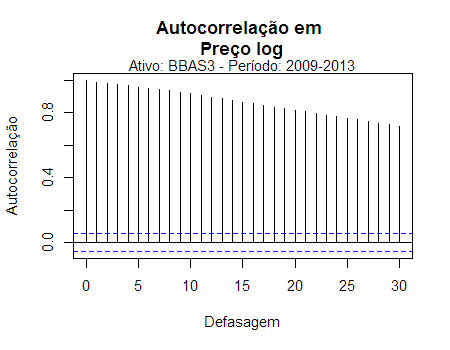 Autocorrelação em
Preço log
Ativo: BBAS3 - Período: 2009-2013
Autocorrelação
0.8
0.4
0.0
0 5 10 15 20 25 30
Defasagem